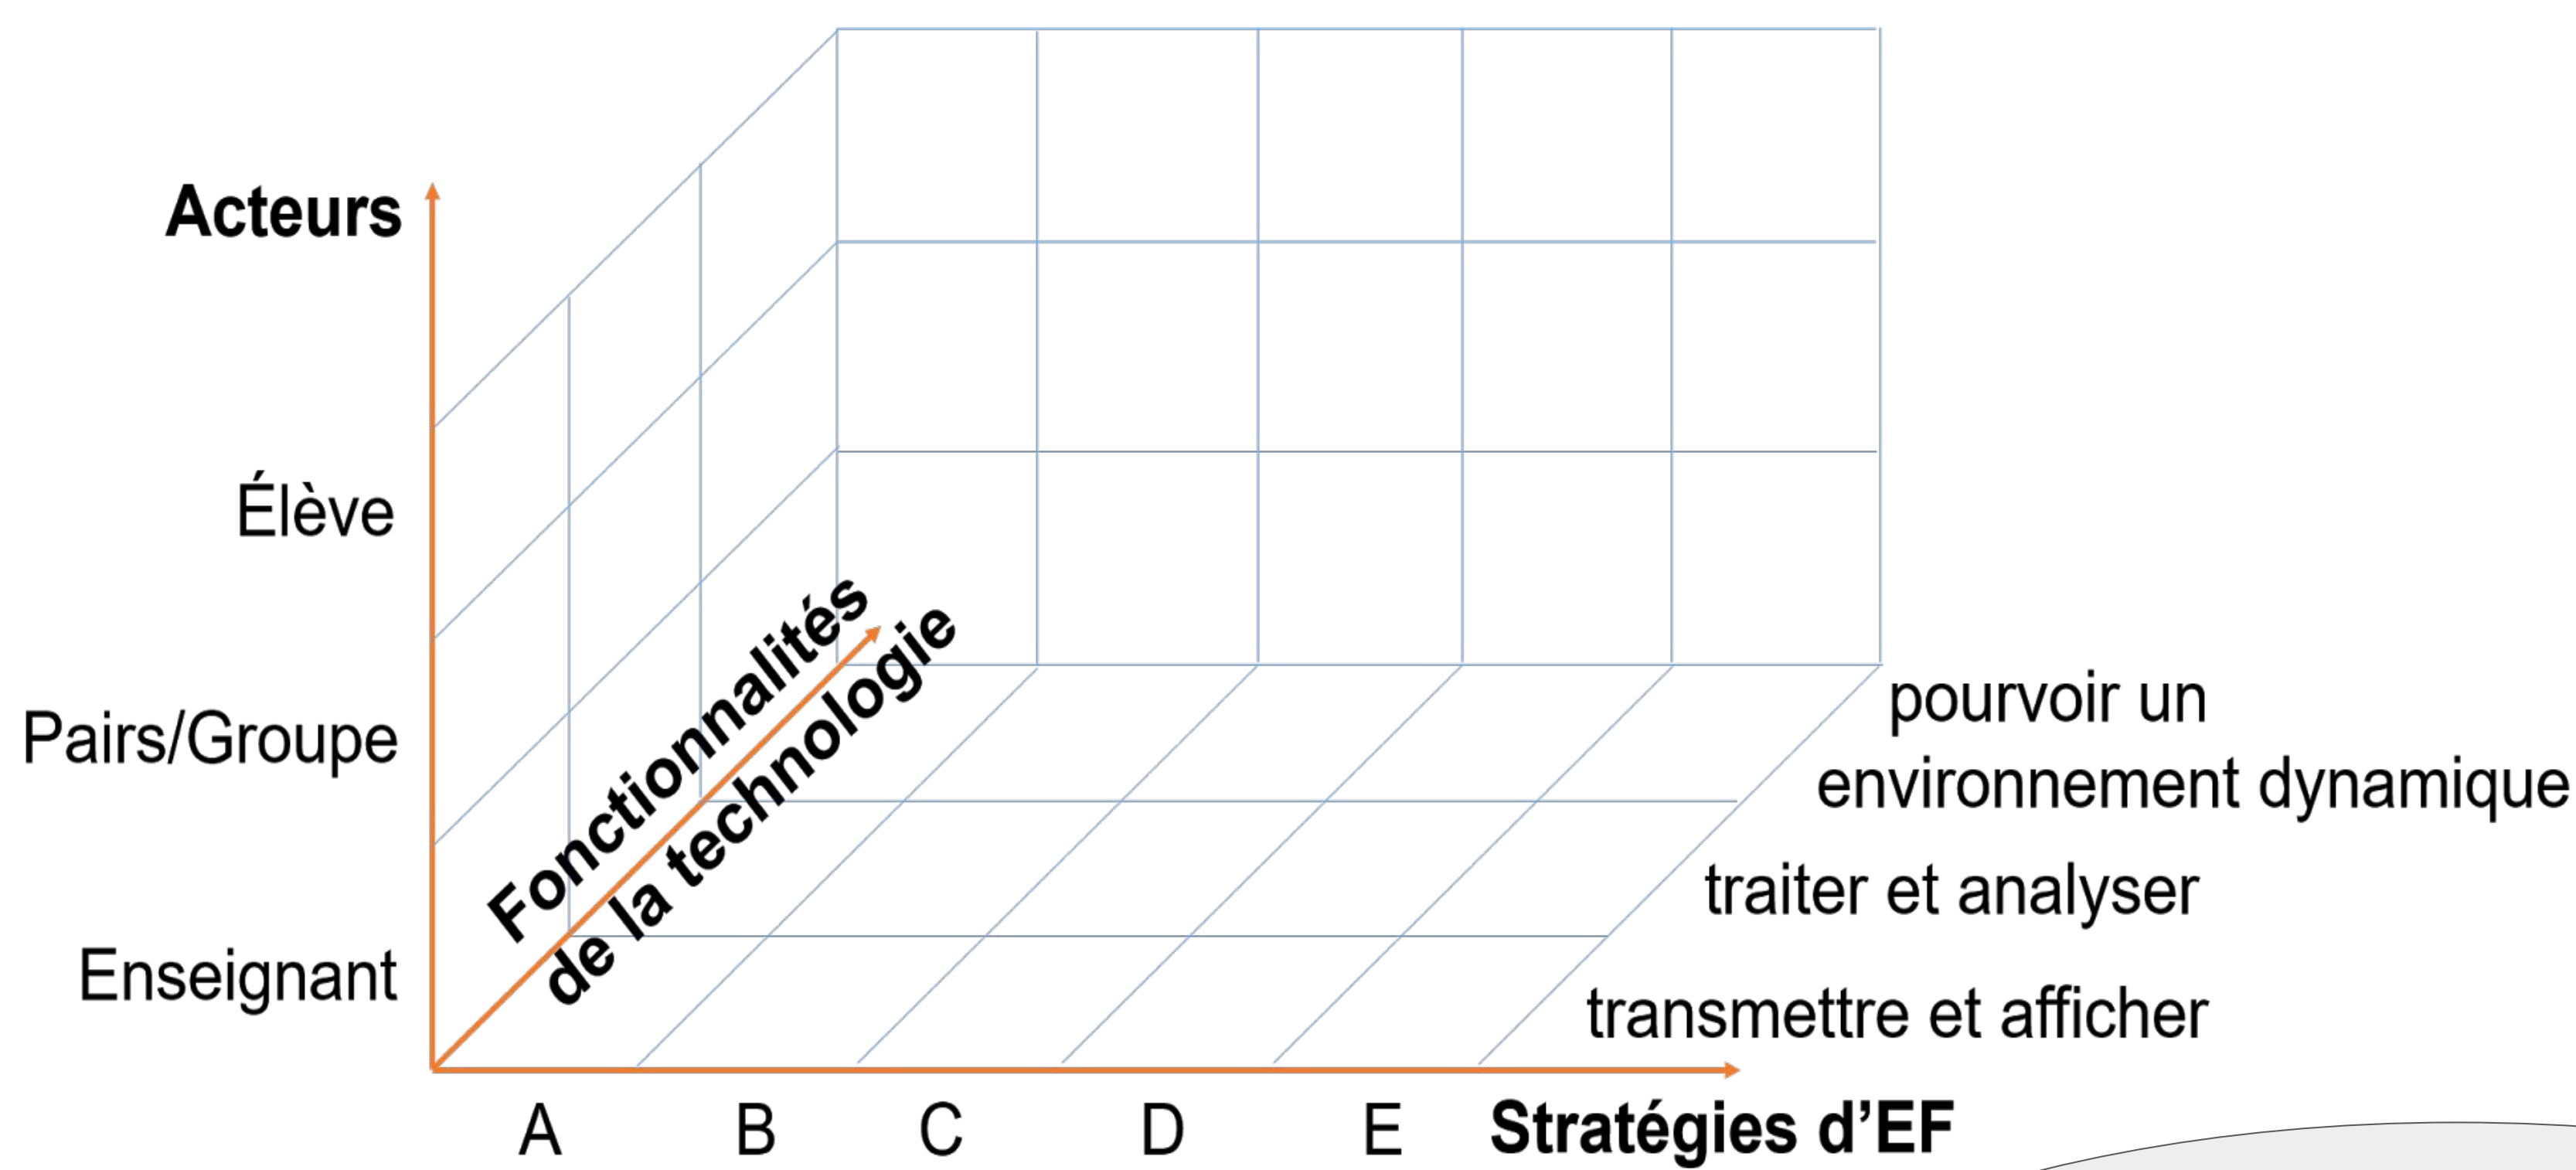 Acteurs
Élève
Pairs/Groupe
Enseignant
Fonctionnalités
de la technologie
pourvoir un
environnement dynamique
traiter et analyser
transmettre et afficher
A B C D E Stratégies d’EF